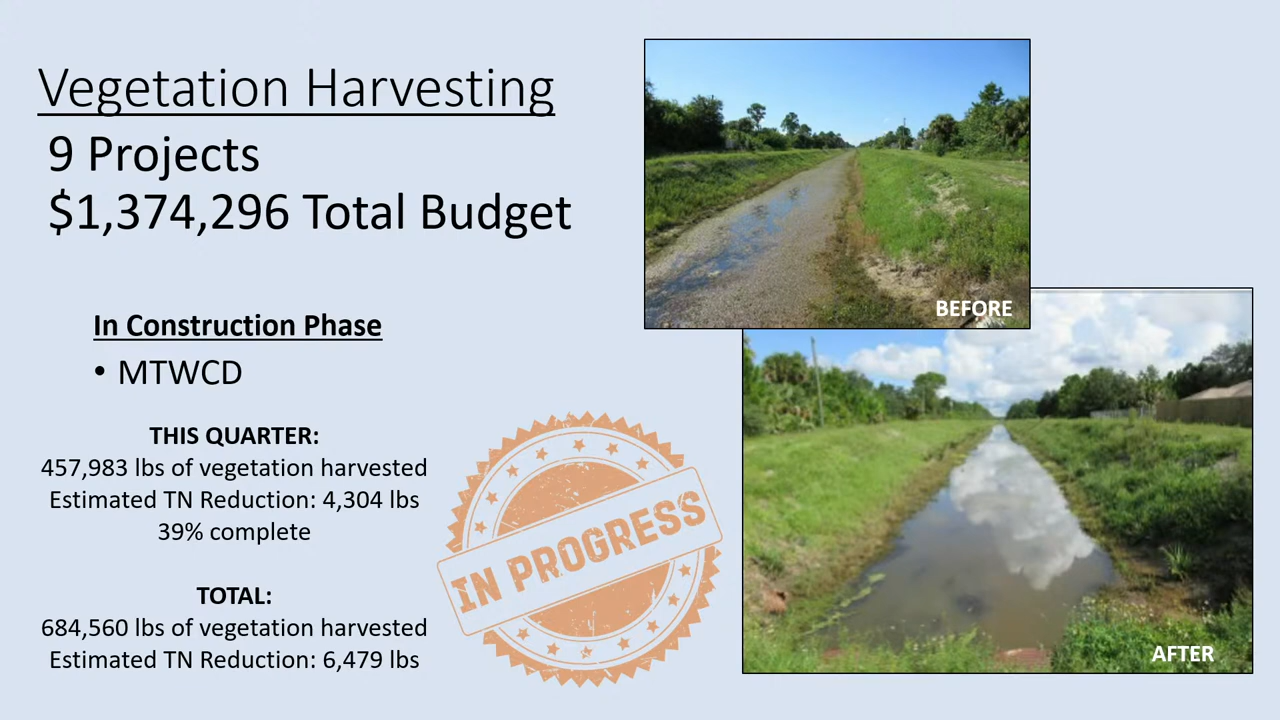 Vegetation Harvesting
9 Projects
$1,374,296 Total Budget
In Construction Phase
• MTWCD
THIS QUARTER:
457,983 lbs of vegetation harvested
Estimated TN Reduction: 4,304 lbs
39% complete
TOTAL:
684,560 lbs of vegetation harvested
Estimated TN Reduction: 6,479 lbs
IN PROGRESS
BEFORE
AFTER